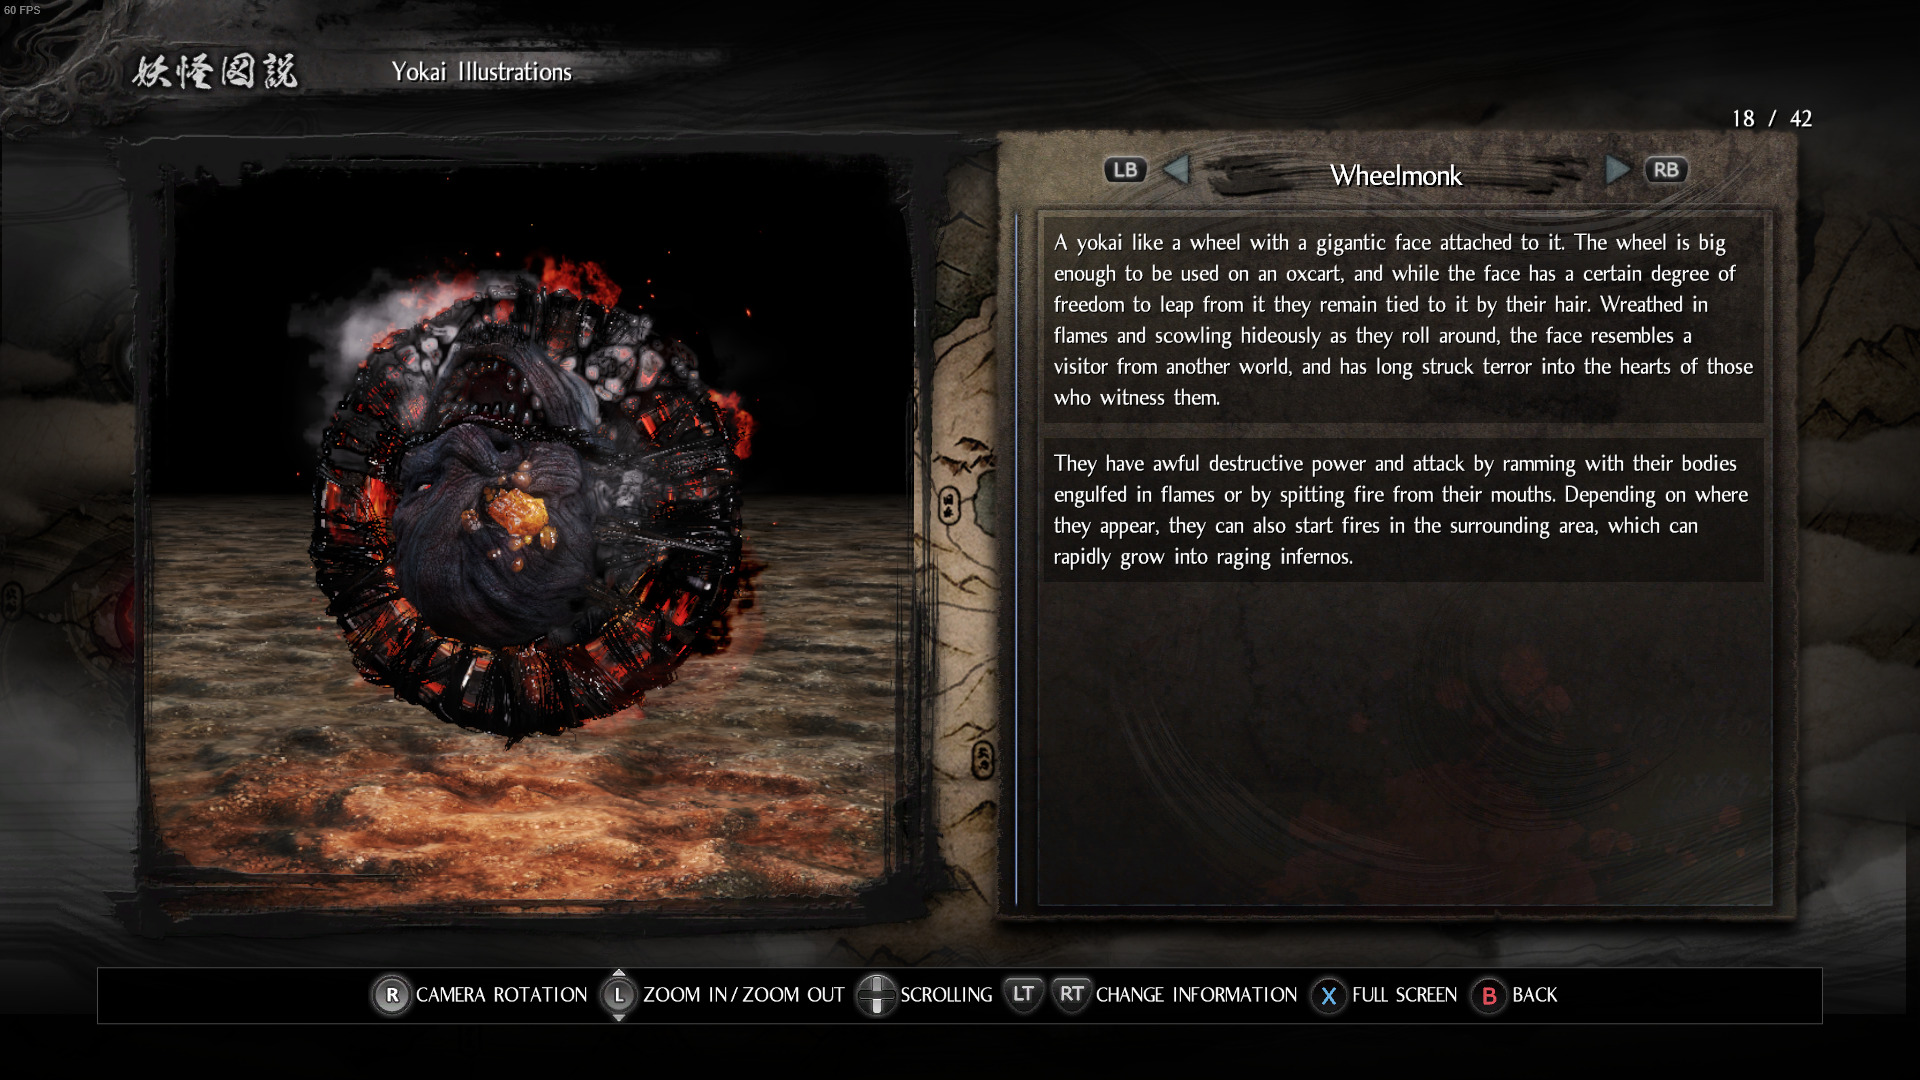 60 FPS
妖怪図説
Yokai Illustrations
18 / 42
LB
Wheelmonk
RB
A yokai like a wheel with a gigantic face attached to it. The wheel is big
enough to be used on an oxcart, and while the face has a certain degree of
freedom to leap from it they remain tied to it by their hair. Wreathed in
flames and scowling hideously as they roll around, the face resembles a
visitor from another world, and has long struck terror into the hearts of those
who witness them.
They have awful destructive power and attack by ramming with their bodies
engulfed in flames or by spitting fire from their mouths. Depending on where
they appear, they can also start fires in the surrounding area, which can
rapidly grow into raging infernos.
R CAMERA ROTATION L ZOOM IN / ZOOM OUT SCROLLING LT RT CHANGE INFORMATION X FULL SCREEN B BACK